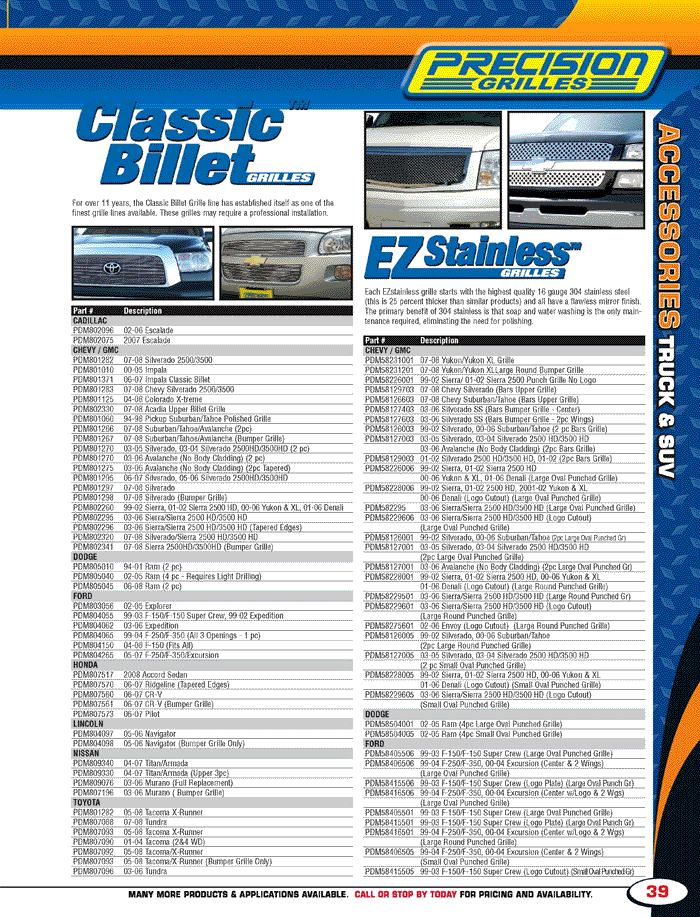 PRECISION
GRILLES
Classic™
Billet
GRILLES
For over 11 years, the Classic Billet Grille line has established itself as one of the
finest grille lines available. These grilles may require a professional installation.
Part # Description
CADILLAC
PDM802096 02-06 Escalade
PDM802075 2007 Escalade
CHEVY / GMC
PDM801282 07-08 Silverado 2500/3500
PDM801010 00-05 Impala
PDM801371 06-07 Impala Classic Billet
PDM801283 07-08 Chevy Silverado 2500/3500
PDM801125 04-08 Colorado X-treme
PDM802330 07-08 Acadia Upper Billet Grille
PDM801060 94-98 Pickup Suburban/Tahoe Polished Grille
PDM801266 07-08 Suburban/Tahoe/Avalanche (2pc)
PDM801267 07-08 Suburban/Tahoe/Avalanche (Bumper Grille)
PDM801270 03-05 Silverado, 03-04 Silverado 2500HD/3500HD (2 pc)
PDM801270 03-06 Avalanche (No Body Cladding) (2 pc)
PDM801275 03-06 Avalanche (No Body Cladding) (2pc Tapered)
PDM801295 06-07 Silverado, 05-06 Silverado 2500HD/3500HD
PDM801297 07-08 Silverado
PDM801298 07-08 Silverado (Bumper Grille)
PDM802260 99-02 Sierra, 01-02 Sierra 2500 HD, 00-06 Yukon & XL, 01-06 Denali
PDM802295 03-06 Sierra/Sierra 2500 HD/3500 HD
PDM802296 03-06 Sierra/Sierra 2500 HD/3500 HD (Tapered Edges)
PDM802320 07-08 Silverado/Sierra 2500 HD/3500 HD
PDM802341 07-08 Sierra 2500HD/3500HD (Bumper Grille)
DODGE
PDM805010 94-01 Ram (2 pc)
PDM805040 02-05 Ram (4 pc - Requires Light Drilling)
PDM805045 06-08 Ram (2 pc)
FORD
PDM803056 02-05 Explorer
PDM804055 99-03 F-150/F-150 Super Crew, 99-02 Expedition
PDM804062 03-06 Expedition
PDM804065 99-04 F-250/F-350 (All 3 Openings - 1 pc)
PDM804150 04-08 F-150 (Fits All)
PDM804265 05-07 F-250/F-350/Excursion
HONDA
PDM807517 2008 Accord Sedan
PDM807570 06-07 Ridgeline (Tapered Edges)
PDM807560 06-07 CR-V
PDM807561 06-07 CR-V (Bumper Grille)
PDM807573 06-07 Pilot
LINCOLN
PDM804097 05-06 Navigator
PDM804098 05-06 Navigator (Bumper Grille Only)
NISSAN
PDM809340 04-07 Titan/Armada
PDM809330 04-07 Titan/Armada (Upper 3pc)
PDM809076 03-06 Murano (Full Replacement)
PDM807196 03-06 Murano ( Bumper Grille)
TOYOTA
PDM801282 05-08 Tacoma X-Runner
PDM807088 07-08 Tundra
PDM807093 05-08 Tacoma X-Runner
PDM807090 01-04 Tacoma (2&4 WD)
PDM807092 05-08 Tacoma/X-Runner
PDM807093 05-08 Tacoma/X-Runner (Bumper Grille Only)
PDM807096 03-06 Tundra
EZ Stainless™
GRILLES
Each EZstainless grille starts with the highest quality 16 gauge 304 stainless steel
(this is 25 percent thicker than similar products) and all have a flawless mirror finish.
The primary benefit of 304 stainless is that soap and water washing is the only main-
tenance required, eliminating the need for polishing.
Part # Description
CHEVY / GMC
PDM58231001 07-08 Yukon/Yukon XL Grille
PDM58231201 07-08 Yukon/Yukon XLLarge Round Bumper Grille
PDM58226001 99-02 Sierra/ 01-02 Sierra 2500 Punch Grille No Logo
PDM58129703 07-08 Chevy Silverado (Bars Upper Grille)
PDM58126603 07-08 Chevy Suburban/Tahoe (Bars Upper Grille)
PDM58127403 03-06 Silverado SS (Bars Bumper Grille - Center)
PDM58127603 03-06 Silverado SS (Bars Bumper Grille - 2pc Wings)
PDM58126003 99-02 Silverado, 00-06 Suburban/Tahoe (2 pc Bars Grille)
PDM58127003 03-05 Silverado, 03-04 Silverado 2500 HD/3500 HD
03-06 Avalanche (No Body Cladding) (2pc Bars Grille)
PDM58129003 01-02 Silverado 2500 HD/3500 HD, 01-02 (2pc Bars Grille)
PDM58226006 99-02 Sierra, 01-02 Sierra 2500 HD
00-06 Yukon & XL, 01-06 Denali (Large Oval Punched Grille)
PDM58228006 99-02 Sierra, 01-02 2500 HD, 2001-02 Yukon & XL
00-06 Denali (Logo Cutout) (Large Oval Punched Grille)
PDM58295 03-06 Sierra/Sierra 2500 HD/3500 HD (Large Oval Punched Grille)
PDM58229606 03-06 Sierra/Sierra 2500 HD/3500 HD (Logo Cutout)
(Large Oval Punched Grille)
PDM58126001 99-02 Silverado, 00-06 Suburban/Tahoe (2pc Large Oval Punched Gr)
PDM58127001 03-05 Silverado, 03-04 Silverado 2500 HD/3500 HD
(2pc Large Oval Punched Grille)
PDM58127001 03-06 Avalanche (No Body Cladding) (2pc Large Oval Punched Gr)
PDM58228001 99-02 Sierra, 01-02 Sierra 2500 HD, 00-06 Yukon & XL
01-06 Denali (Logo Cutout) (Large Round Punched Grille)
PDM58229501 03-06 Sierra/Sierra 2500 HD/3500 HD (Large Round Punched Gr)
PDM58229601 03-06 Sierra/Sierra 2500 HD/3500 HD (Logo Cutout)
(Large Round Punched Grille)
PDM58275601 02-06 Envoy (Logo Cutout) (Large Round Punched Grille)
PDM58126005 99-02 Silverado, 00-06 Suburban/Tahoe
(2pc Large Round Punched Grille)
PDM58127005 03-05 Silverado, 03-04 Silverado 2500 HD/3500 HD
(2 pc Small Oval Punched Grille)
PDM58228005 99-02 Sierra, 01-02 Sierra 2500 HD, 00-06 Yukon & XL
01-06 Denali (Logo Cutout) (Small Oval Punched Grille)
PDM58229605 03-06 Sierra/Sierra 2500 HD/3500 HD (Logo Cutout)
(Small Oval Punched Grille)
DODGE
PDM58504001 02-05 Ram (4pc Large Oval Punched Grille)
PDM58504005 02-05 Ram (4pc Small Oval Punched Grille)
FORD
PDM58405506 99-03 F-150/F-150 Super Crew (Large Oval Punched Grille)
PDM58406506 99-04 F-250/F-350, 00-04 Excursion (Center & 2 Wings)
(Large Oval Punched Grille)
PDM58415506 99-03 F-150/F-150 Super Crew (Logo Plate) (Large Oval Punch Gr)
PDM58416506 99-04 F-250/F-350, 00-04 Excursion (Center w/Logo & 2 Wgs)
(Large Oval Punched Grille)
PDM58405501 99-03 F-150/F-150 Super Crew (Large Oval Punched Grille)
PDM58415501 99-03 F-150/F-150 Super Crew (Logo Plate) (Large Oval Punch Gr)
PDM58416501 99-04 F-250/F-350, 00-04 Excursion (Center w/Logo & 2 Wgs)
(Large Round Punched Grille)
PDM58406505 99-04 F-250/F-350, 00-04 Excursion (Center & 2 Wings)
(Small Oval Punched Grille)
PDM58415505 99-03 F-150/F-150 Super Crew (Logo Cutout) (Small Oval Punched Gr)
ACCESSORIES TRUCK & SUV
MANY MORE PRODUCTS & APPLICATIONS AVAILABLE. CALL OR STOP BY TODAY FOR PRICING AND AVAILABILITY.
39